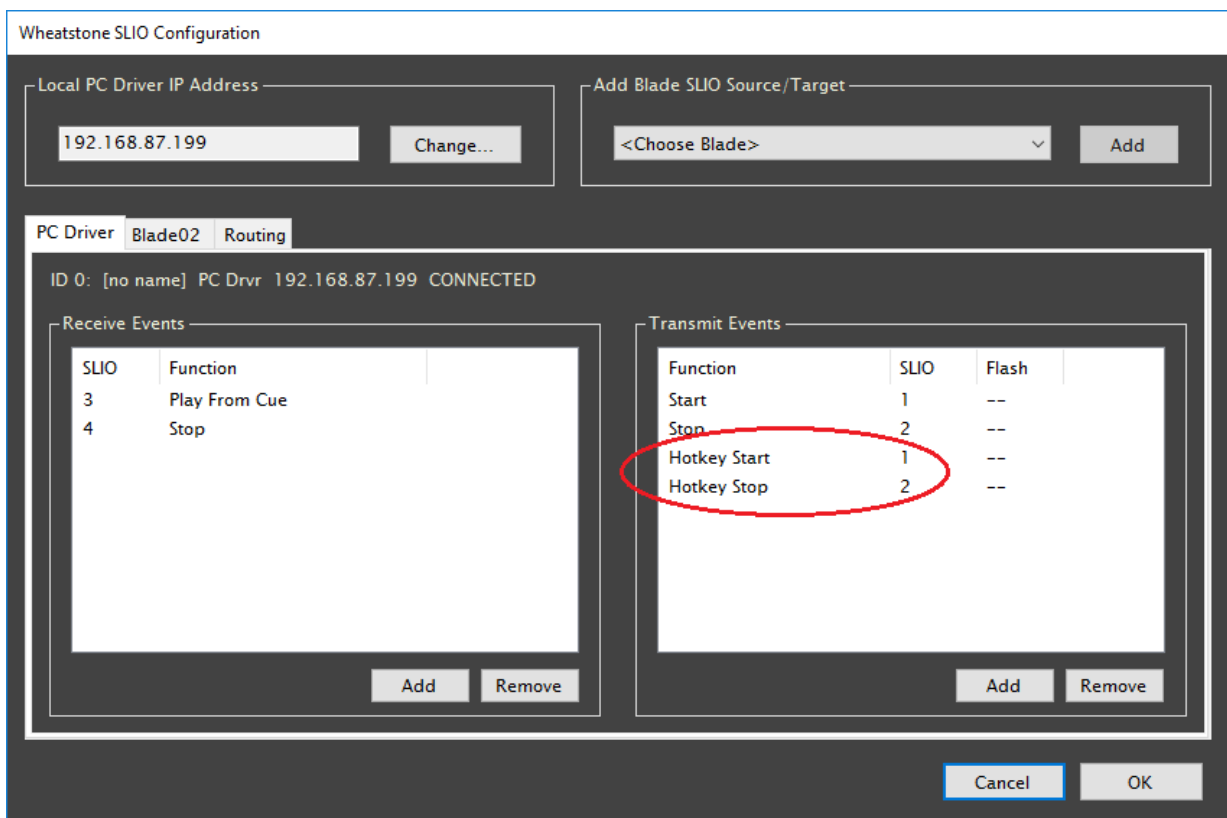 Wheatstone SLIO Configuration
Local PC Driver IP Address
192.168.87.199
Change...
Add Blade SLIO Source/Target
<Choose Blade>
Add
PC Driver Blade02 Routing
ID 0: [no name] PC Drvr 192.168.87.199 CONNECTED
Receive Events
SLIO Function
3 Play From Cue
4 Stop
Add Remove
Transmit Events
Function SLIO Flash
Start 1 --
Stop 2 --
Hotkey Start 1 --
Hotkey Stop 2 --
Add Remove
Cancel OK